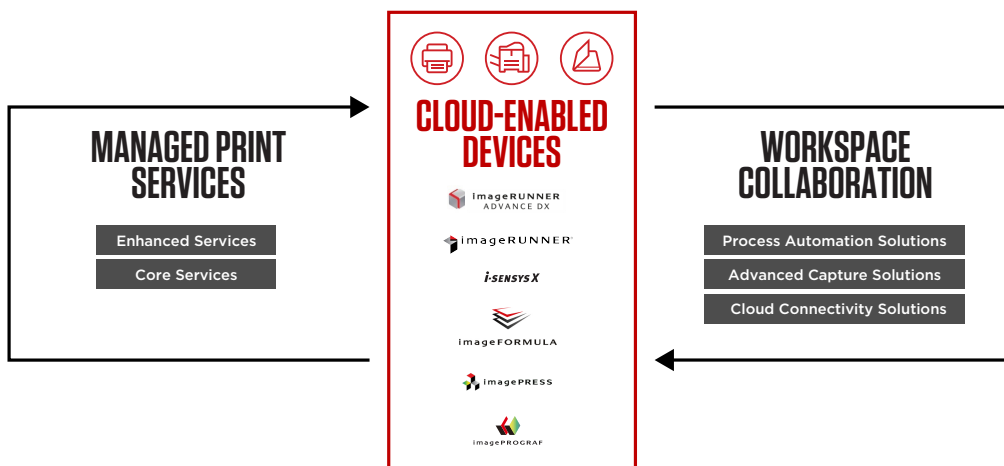 MANAGED PRINT
SERVICES
Enhanced Services
Core Services
CLOUD-ENABLED
DEVICES
imageRUNNER
ADVANCE DX
imageRUNNER
i-SENSYS X
imageFORMULA
imagePRESS
imagePROGRAF
WORKSPACE
COLLABORATION
Process Automation Solutions
Advanced Capture Solutions
Cloud Connectivity Solutions